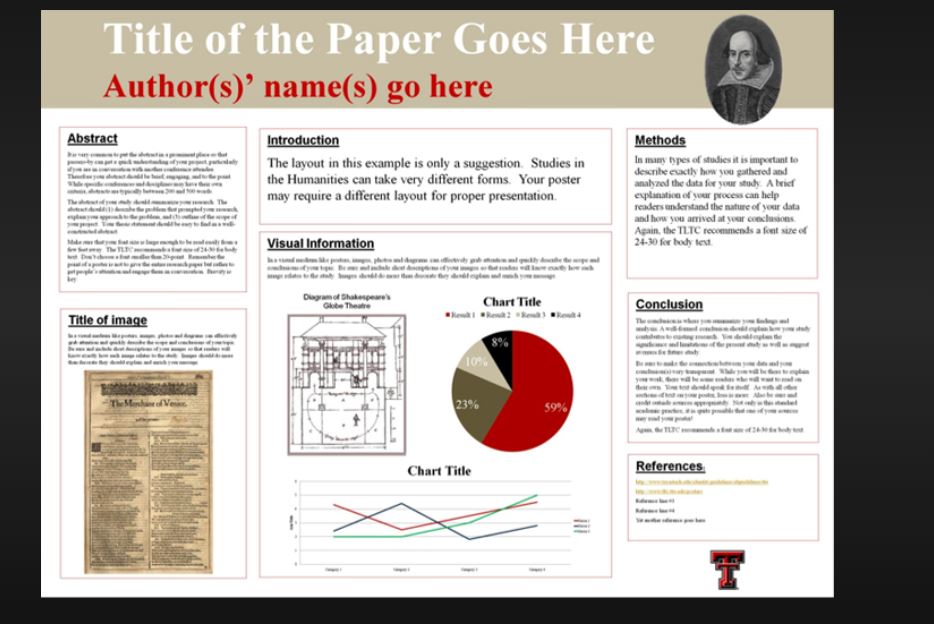 Title of the Paper Goes Here
Author(s)' name(s) go here
Abstract
It is very common to put the abstract in a prominent place so that
passers-by can get a quick understanding of your project, particularly
if you are in conversation with another conference attendee.
Therefore your abstract should be brief, engaging, and to the point.
While specific conferences and disciplines may have their own
criteria, abstracts are typically between 200 and 500 words.
The abstract of your study should summarize your research. The
abstract should (1) describe the problem that prompted your research,
explain your approach to the problem, and (3) outline the scope of
your project. Your thesis statement should be easy to find in a well-
constructed abstract.
Make sure that your font size is large enough to be read easily from a
few feet away. The TLTC recommends a font size of 24-30 for body
text. Don't choose a font smaller than 20-point. Remember the
point of a poster is not to give the entire research paper but rather to
get people's attention and engage them in conversation. Brevity is
key.
Title of image
In a visual medium like posters, images, photos and diagrams can effectively
grab attention and quickly describe the scope and conclusions of your topic.
Be sure and include short descriptions of your images so that readers will
know exactly how each image relates to the study. Images should do more
than decorate they should explain and enrich your message.
The Merchant of Venice.
Introduction
The layout in this example is only a suggestion. Studies in
the Humanities can take very different forms. Your poster
may require a different layout for proper presentation.
Visual Information
In a visual medium like posters, images, photos and diagrams can effectively grab attention and quickly describe the scope and
conclusions of your topic. Be sure and include short descriptions of your images so that readers will know exactly how each
image relates to the study. Images should do more than decorate they should explain and enrich your message.
Diagram of Shakespeare's
Globe Theatre
Chart Title
Result 1 Result 2 Result 3 Result 4
8%
10%
23%
59%
Chart Title
Category 1 Category 2 Category 3 Category 4
Methods
In many types of studies it is important to
describe exactly how you gathered and
analyzed the data for your study. A brief
explanation of your process can help
readers understand the nature of your data
and how you arrived at your conclusions.
Again, the TLTC recommends a font size of
24-30 for body text.
Conclusion
The conclusion is where you summarize your findings and
analysis. A well-formed conclusion should explain how your study
contributes to existing research. You should explain the
significance and limitations of the present study as well as suggest
avenues for future study.
Be sure to make the connection between your data and your
conclusion(s) very transparent. While you will be there to explain
your work, there will be some readers who will want to read on
their own. Your text should speak for itself. As with all other
sections of text on your poster, less is more. Also be sure and
credit outside sources appropriately. Not only is this standard
academic practice, it is quite possible that one of your sources
may read your poster!
Again, the TLTC recommends a font size of 24-30 for body text.
References:
Reference line #3
Reference line #4
Yet another reference goes here